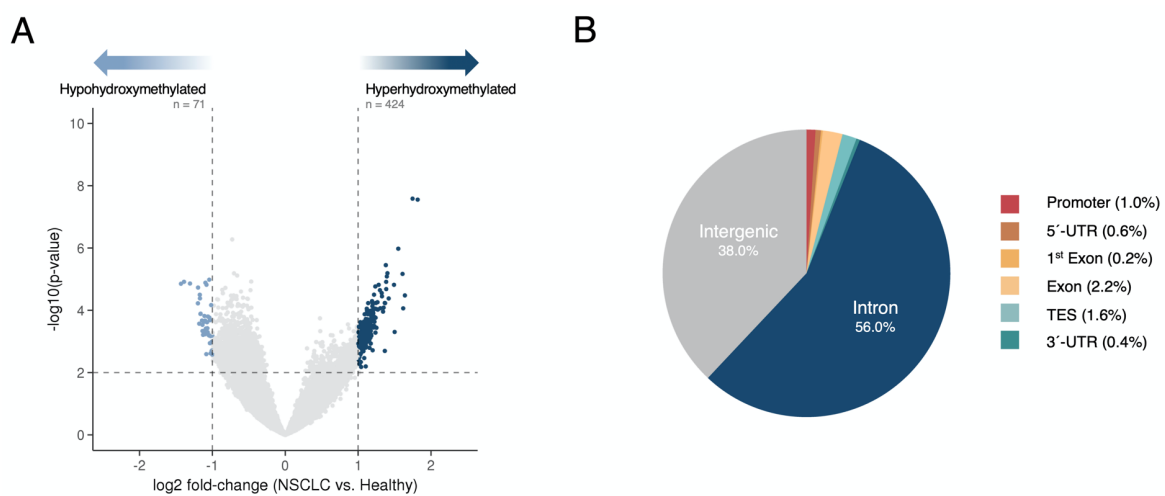 A
Hypohydroxymethylated
n = 71
Hyperhydroxymethylated
n = 424
10
8
6
4
2
0
-log10(p-value)
-2
-1
0
1
2
log2 fold-change (NSCLC vs. Healthy)
B
Intergenic
38.0%
Intron
56.0%
Promoter (1.0%)
5´-UTR (0.6%)
1st Exon (0.2%)
Exon (2.2%)
TES (1.6%)
3´-UTR (0.4%)